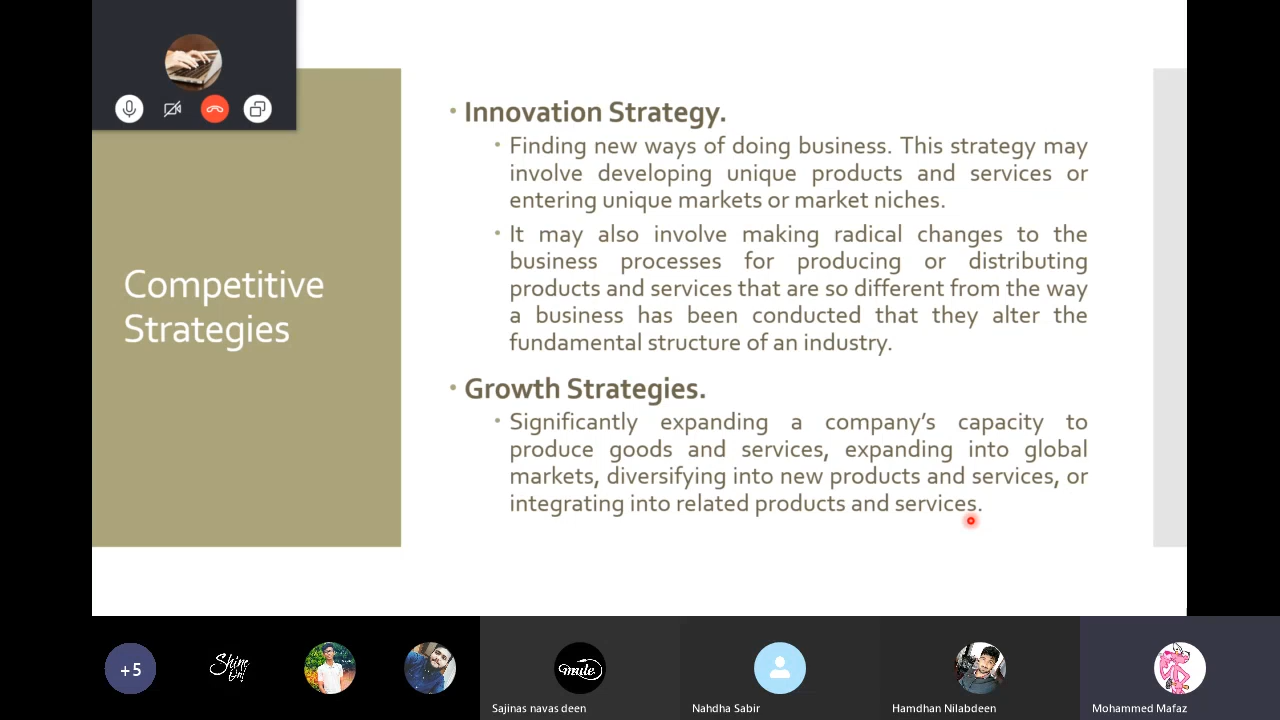 Competitive
Strategies
• Innovation Strategy.
• Finding new ways of doing business. This strategy may
involve developing unique products and services or
entering unique markets or market niches.
• It may also involve making radical changes to the
business processes for producing or distributing
products and services that are so different from the way
a business has been conducted that they alter the
fundamental structure of an industry.
• Growth Strategies.
• Significantly expanding a company's capacity to
produce goods and services, expanding into global
markets, diversifying into new products and services, or
integrating into related products and services.
+5
Shine
mute
Sajinas navas deen
Nahdha Sabir
Hamdhan Nilabdeen
Mohammed Mafaz